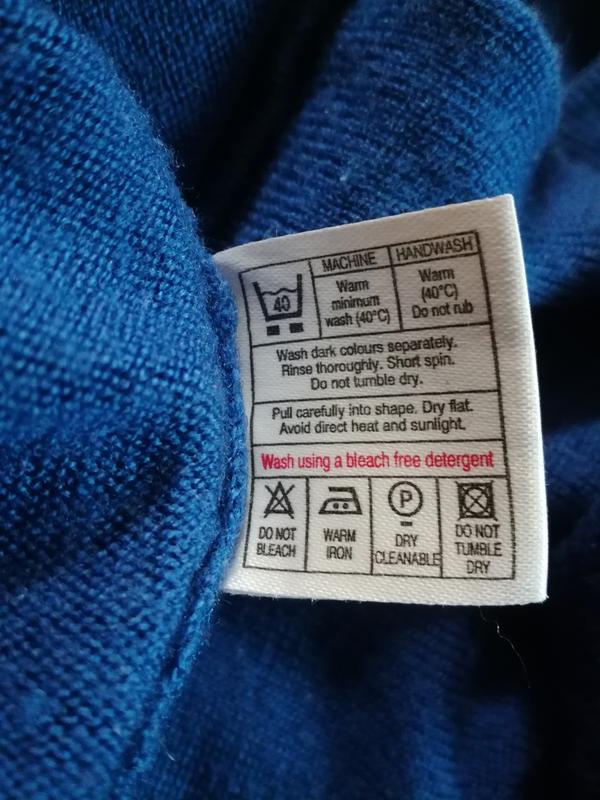 MACHINE
Warm
minimum
wash (40°C)
HANDWASH
Warm
(40°C)
Do not rub
40
Wash dark colours separately.
Rinse thoroughly. Short spin.
Do not tumble dry.
Pull carefully into shape. Dry flat.
Avoid direct heat and sunlight.
Wash using a bleach free detergent
DO NOT
BLEACH
WARM
IRON
P
DRY
CLEANABLE
DO NOT
TUMBLE
DRY